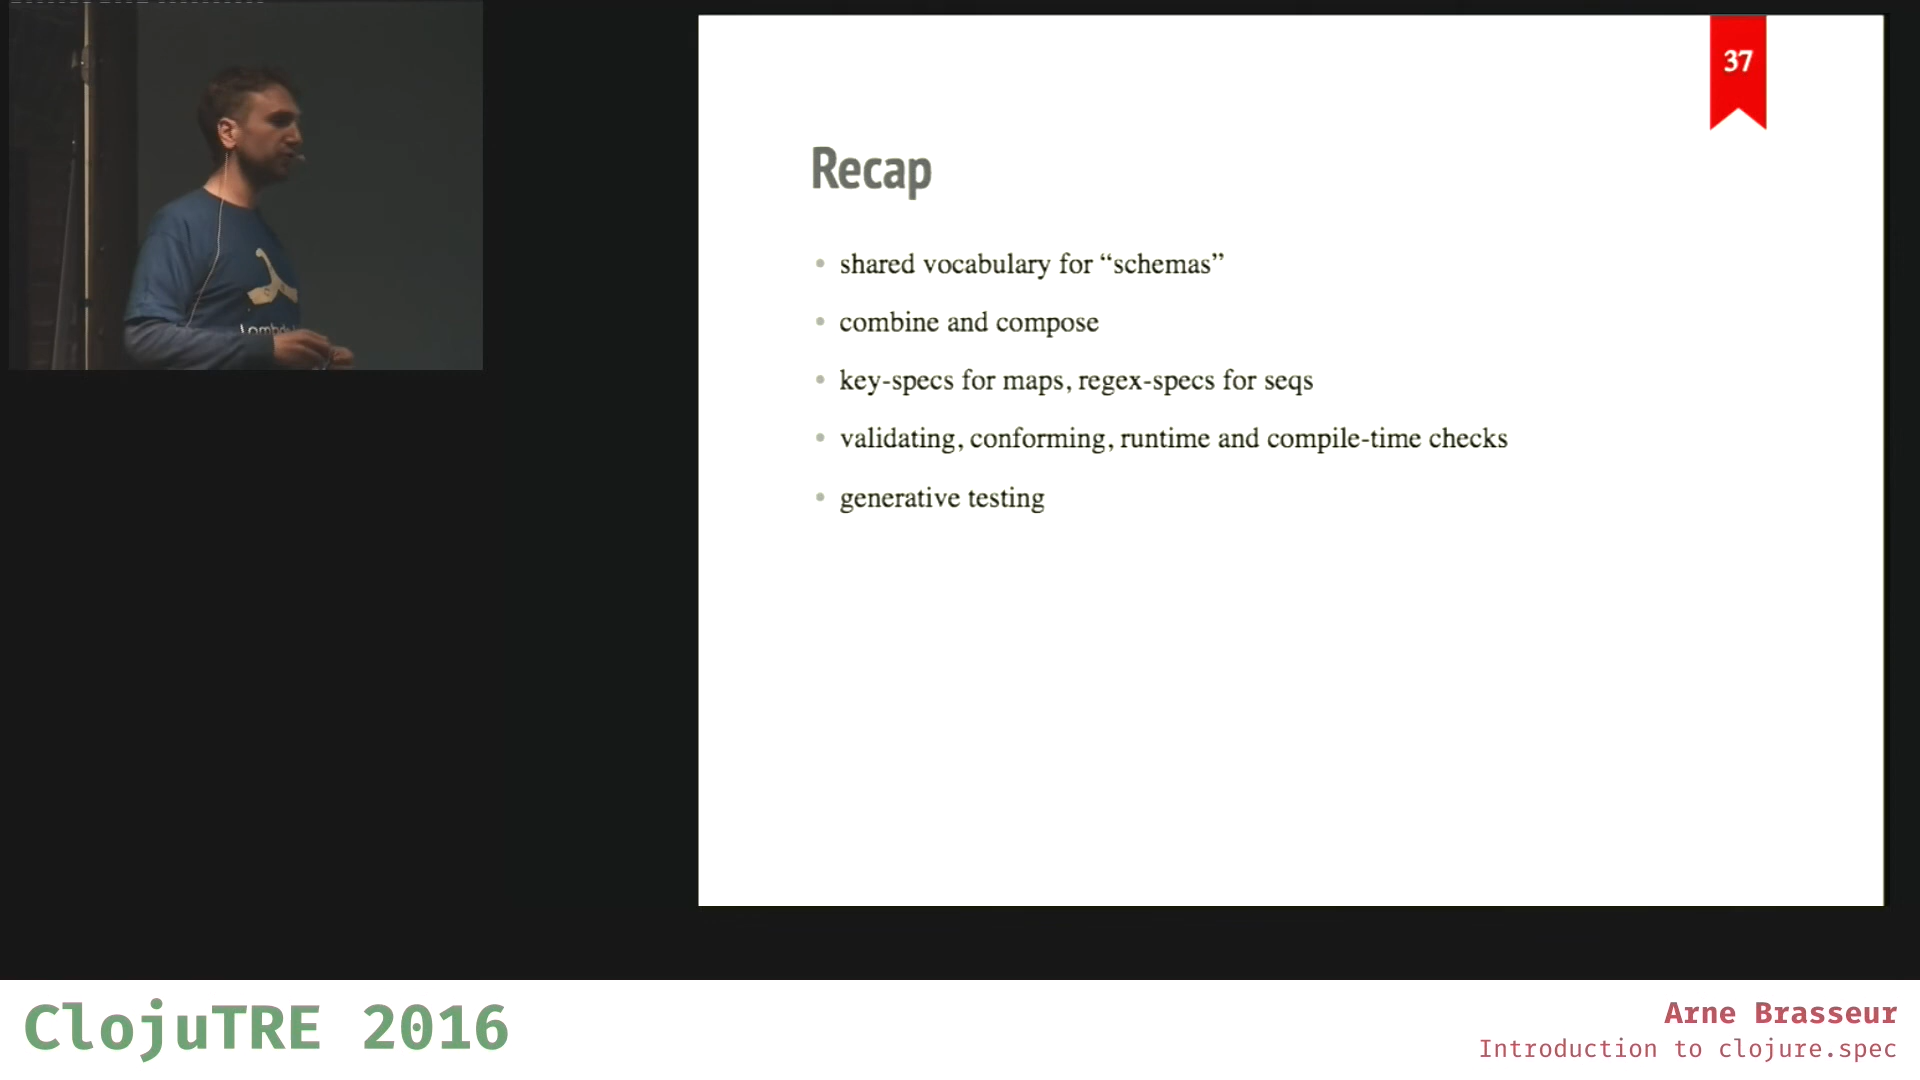 37
Recap
shared vocabulary for “schemas”
combine and compose
key-specs for maps, regex-specs for seqs
validating, conforming, runtime and compile-time checks
generative testing
ClojuTRE 2016
Arne Brasseur
Introduction to clojure.spec